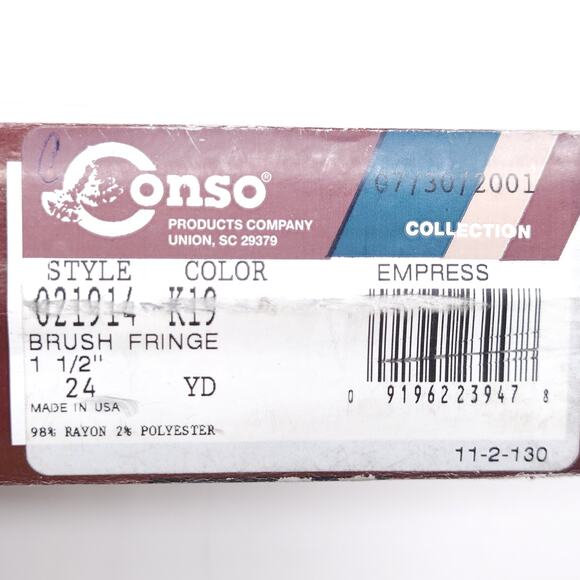 C
Conso®
07/30/2001
PRODUCTS COMPANY
UNION, SC 29379
COLLECTION
STYLE COLOR EMPRESS
021914 K19
BRUSH FRINGE
1 1/2"
24 YD
0 9196223947 8
MADE IN USA
98% RAYON 2% POLYESTER
11-2-130